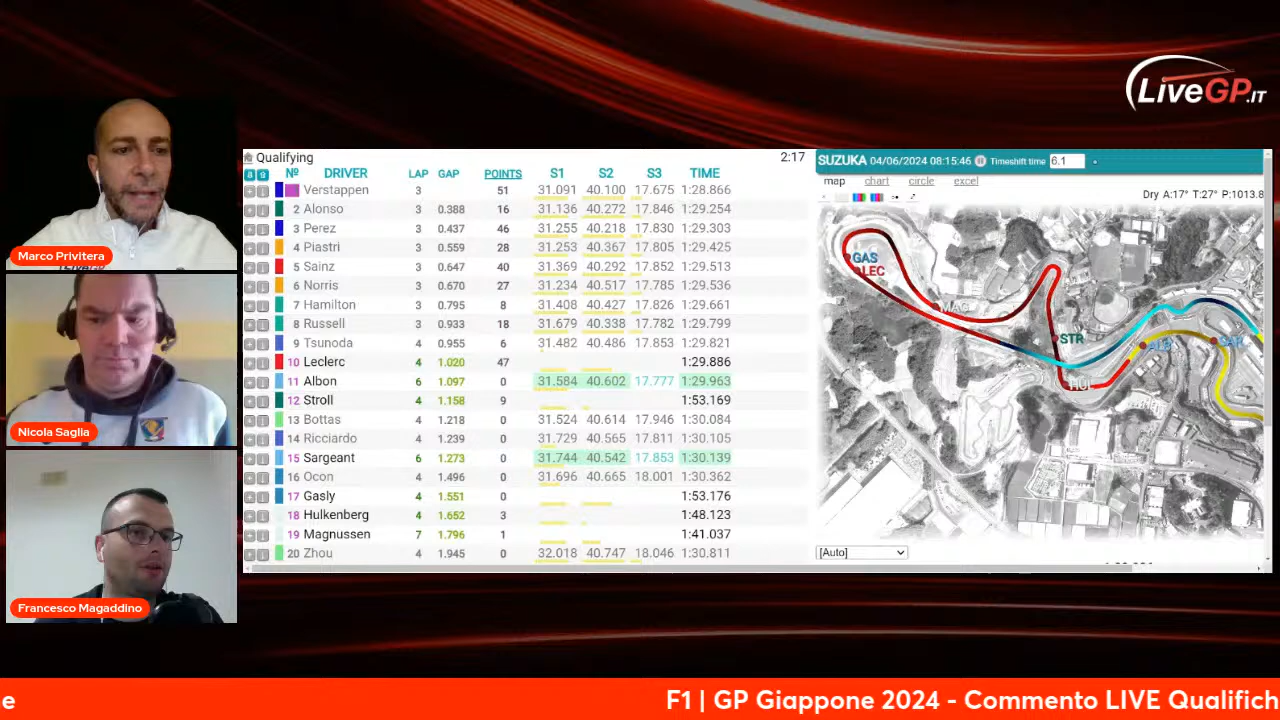 LiveGP.IT
Marco Privitera
Nicola Saglia
Francesco Magaddino
Qualifying 2:17
Nº DRIVER LAP GAP POINTS S1 S2 S3 TIME
Verstappen 3 51 31.091 40.100 17.675 1:28.866
2 Alonso 3 0.388 16 31.136 40.272 17.846 1:29.254
3 Perez 3 0.437 46 31.255 40.218 17.830 1:29.303
4 Piastri 3 0.559 28 31.253 40.367 17.805 1:29.425
5 Sainz 3 0.647 40 31.369 40.292 17.852 1:29.513
6 Norris 3 0.670 27 31.234 40.517 17.785 1:29.536
7 Hamilton 3 0.795 8 31.408 40.427 17.826 1:29.661
8 Russell 3 0.933 18 31.679 40.338 17.782 1:29.799
9 Tsunoda 4 0.955 6 31.482 40.486 17.853 1:29.821
10 Leclerc 4 1.020 47 1:29.886
11 Albon 6 1.097 0 31.584 40.602 17.777 1:29.963
12 Stroll 4 1.158 9 1:53.169
13 Bottas 4 1.218 0 31.524 40.614 17.946 1:30.084
14 Ricciardo 4 1.239 0 31.729 40.565 17.811 1:30.105
15 Sargeant 6 1.273 0 31.744 40.542 17.853 1:30.139
16 Ocon 4 1.496 0 31.696 40.665 18.001 1:30.362
17 Gasly 4 1.551 0 1:53.176
18 Hulkenberg 4 1.652 3 1:48.123
19 Magnussen 7 1.796 1 1:41.037
20 Zhou 4 1.945 0 32.018 40.747 18.046 1:30.811
SUZUKA 04/06/2024 08:15:46 Timeshift time 6.1
map chart circle excel
Dry A:17° T:27° P:1013.8
GAS
LEC
MAG
STR
ALB
SAR
HUL
[Auto]
F1 | GP Giappone 2024 - Commento LIVE Qualifich